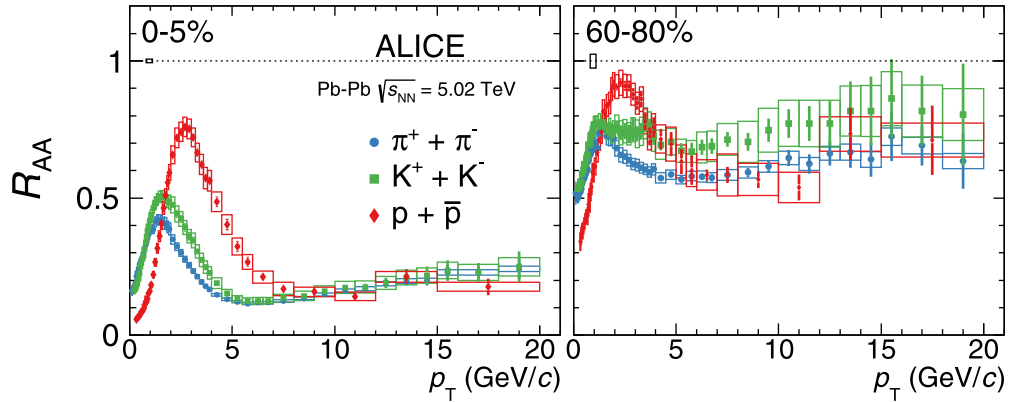 0-5%
ALICE
Pb-Pb √s_NN = 5.02 TeV
π⁺ + π⁻
K⁺ + K⁻
p + p̄
R_AA
1
0.5
0
0 5 10 15 20
p_T (GeV/c)
60-80%
0 5 10 15 20
p_T (GeV/c)